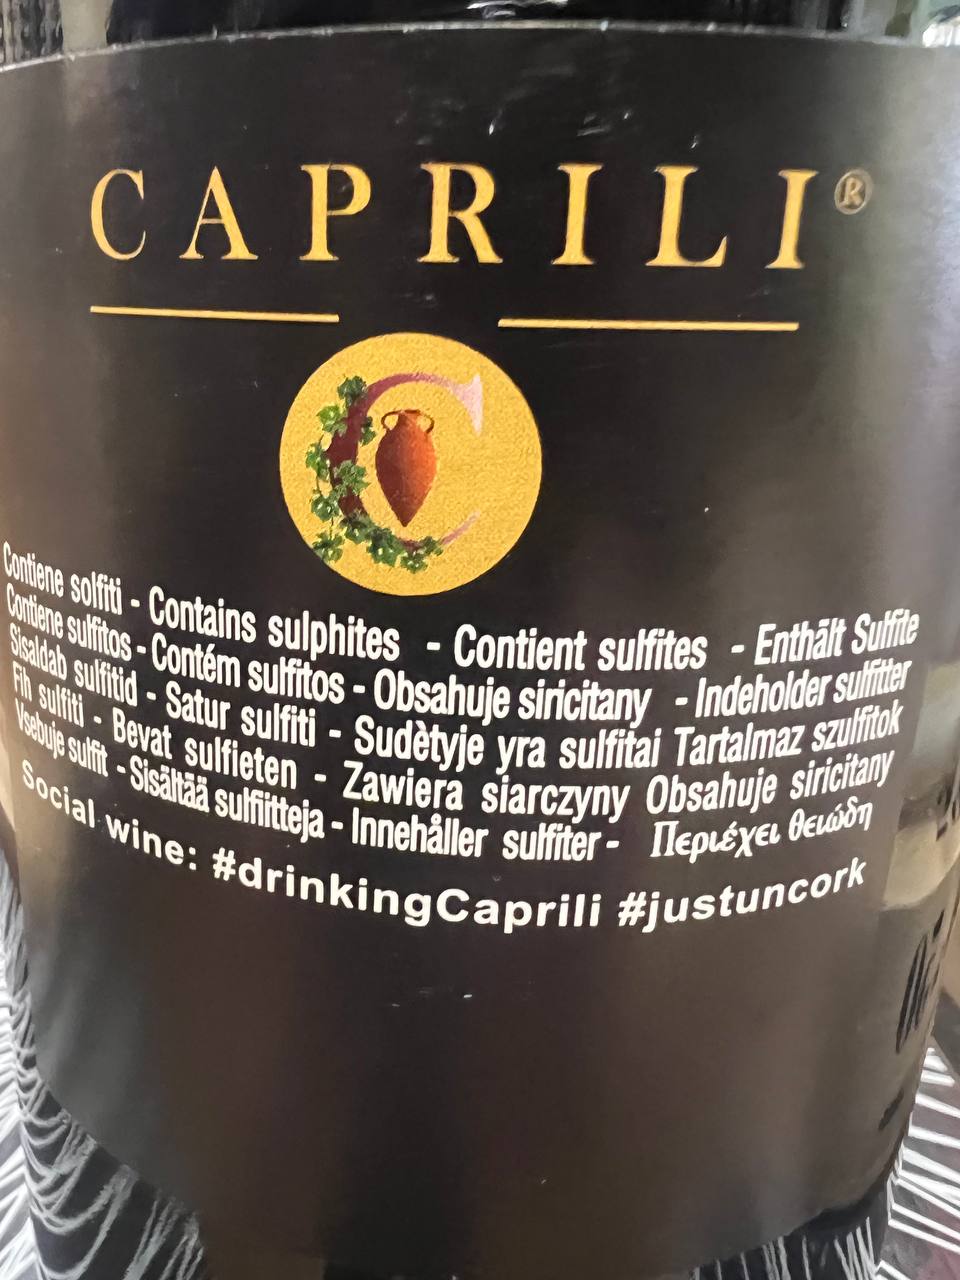 CAPRILI®
Contiene solfiti - Contains sulphites - Contient sulfites - Enthält Sulfite
Contiene sulfitos - Contém sulfitos - Obsahuje siricitany - Indeholder sulfitter
Sisaldab sulfitid - Satur sulfiti - Sudètyje yra sulfitai Tartalmaz szulfitok
Fih sulfiti - Bevat sulfieten - Zawiera siarczyny Obsahuje siricitany
Vsebuje sulfit - Sisältää sulfiitteja - Innehåller sulfiter - Περιέχει θειώδη
Social wine: #drinkingCaprili #justuncork